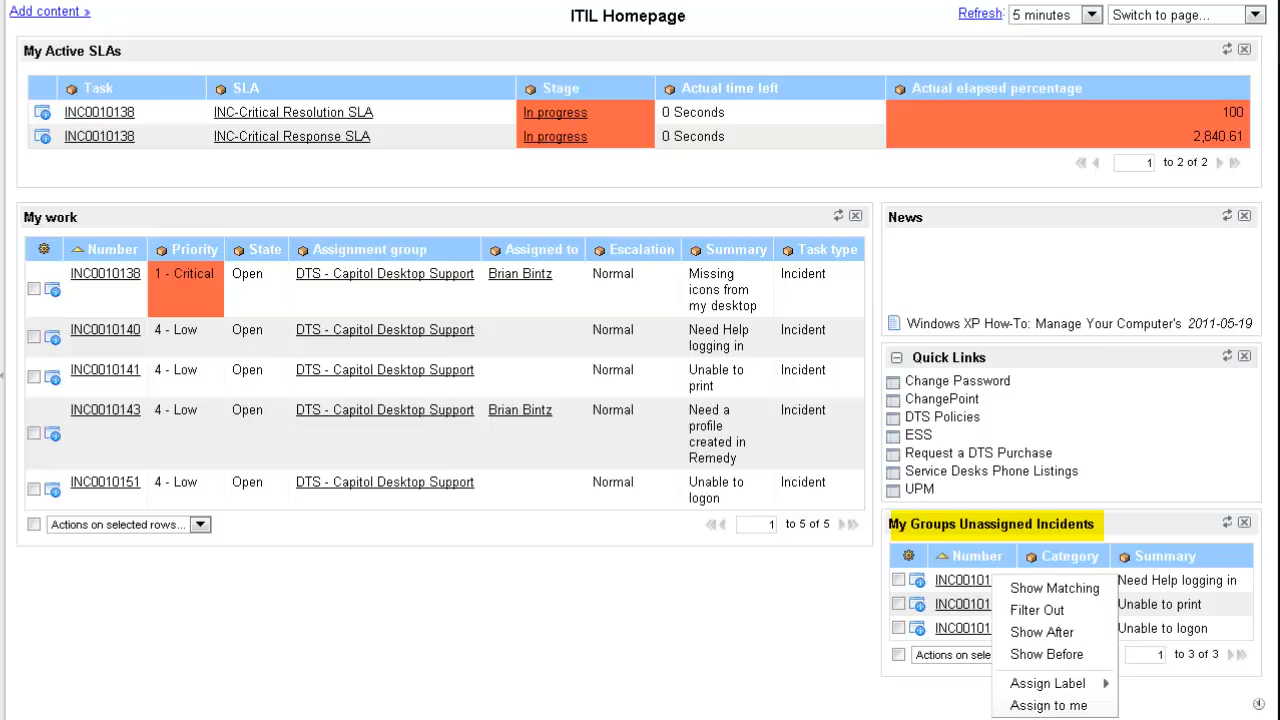 Add content »
ITIL Homepage
Refresh: 5 minutes Switch to page...
My Active SLAs
Task SLA Stage Actual time left Actual elapsed percentage
INC0010138 INC-Critical Resolution SLA In progress 0 Seconds 100
INC0010138 INC-Critical Response SLA In progress 0 Seconds 2,840.61
1 to 2 of 2
My work
Number Priority State Assignment group Assigned to Escalation Summary Task type
INC0010138 1 - Critical Open DTS - Capitol Desktop Support Brian Bintz Normal Missing Incident
icons from
my desktop
INC0010140 4 - Low Open DTS - Capitol Desktop Support Normal Need Help Incident
logging in
INC0010141 4 - Low Open DTS - Capitol Desktop Support Normal Unable to Incident
print
INC0010143 4 - Low Open DTS - Capitol Desktop Support Brian Bintz Normal Need a Incident
profile
created in
Remedy
INC0010151 4 - Low Open DTS - Capitol Desktop Support Normal Unable to Incident
logon
Actions on selected rows... 1 to 5 of 5
News
Windows XP How-To: Manage Your Computer's 2011-05-19
Quick Links
Change Password
ChangePoint
DTS Policies
ESS
Request a DTS Purchase
Service Desks Phone Listings
UPM
My Groups Unassigned Incidents
Number Category Summary
INC00101 Need Help logging in
INC00101 Unable to print
INC00101 Unable to logon
Actions on sele 1 to 3 of 3
Show Matching
Filter Out
Show After
Show Before
Assign Label
Assign to me